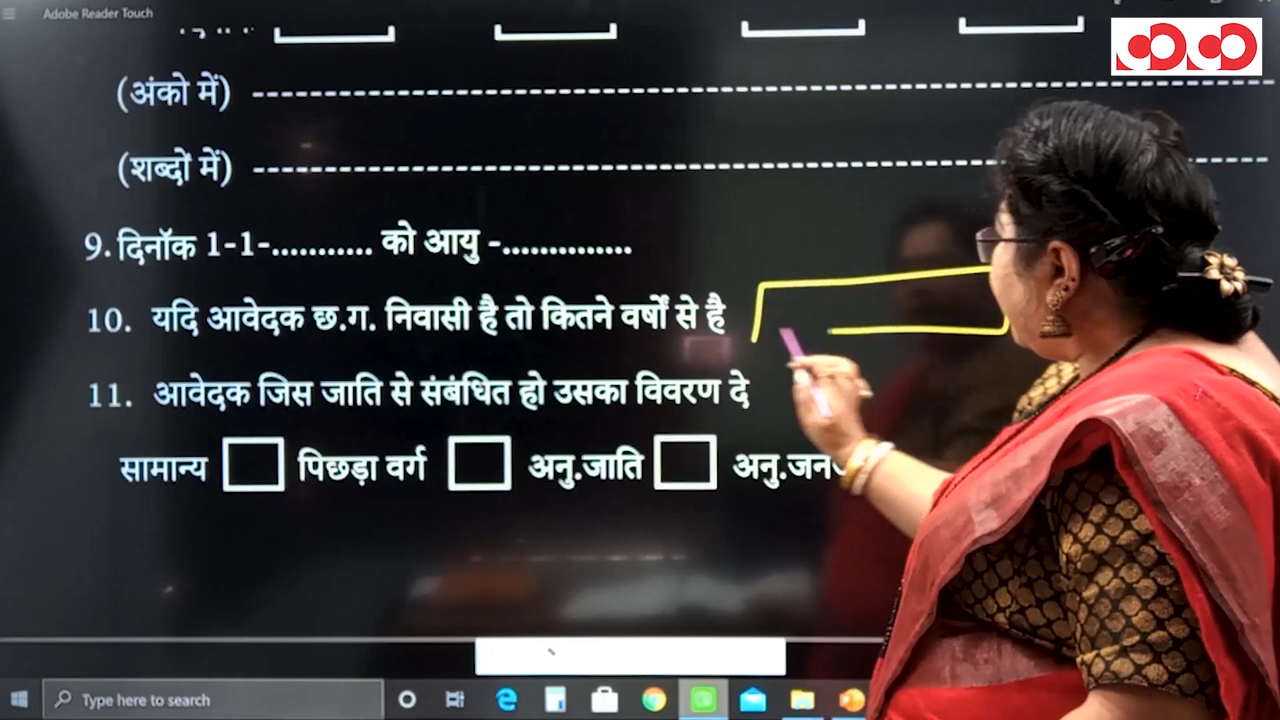 Adobe Reader Touch
(अंको में) ----------
(शब्दों में) ----------
9. दिनॉक 1-1-........... को आयु -..............
10. यदि आवेदक छ.ग. निवासी है तो कितने वर्षों से है
11. आवेदक जिस जाति से संबंधित हो उसका विवरण दे
सामान्य पिछड़ा वर्ग अनु.जाति
Type here to search